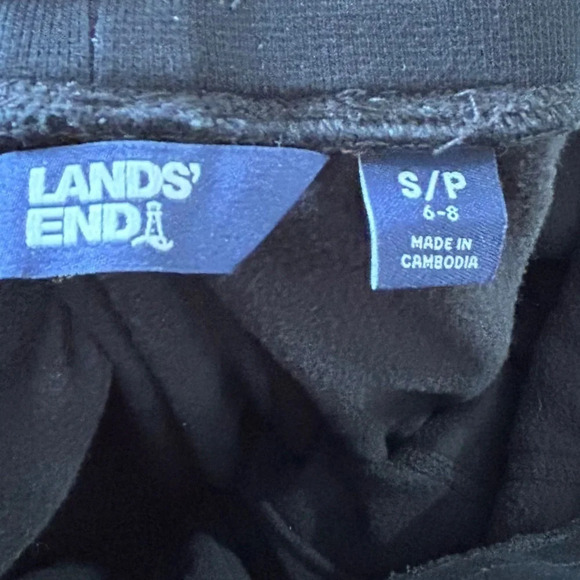 LANDS'
END
S/P
6-8
MADE IN
CAMBODIA